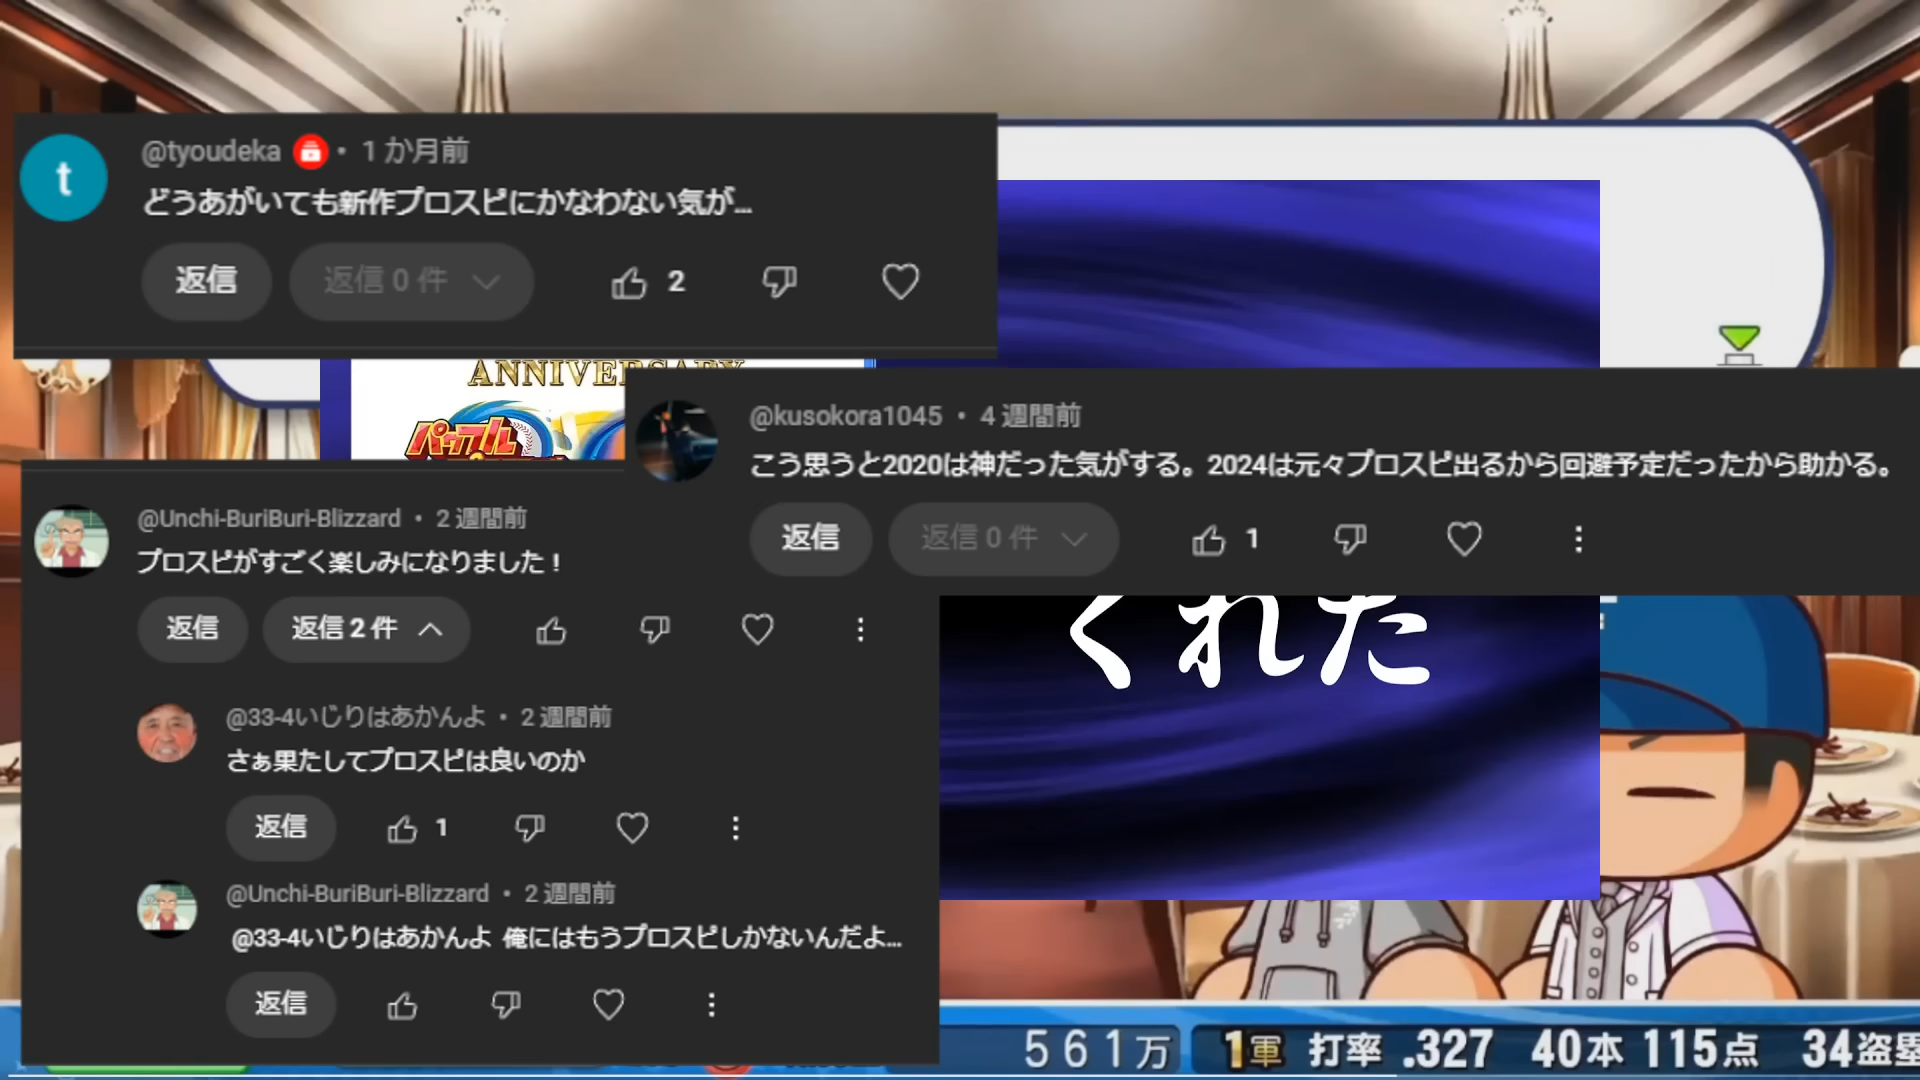 @tyoudeka ・ 1 か月前
どうあがいても新作プロスピにかなわない気が...
返信 返信 0 件 2
ANNIVERSARY
パワフル
@kusokora1045 ・ 4 週間前
こう思うと2020は神だった気がする。2024は元々プロスピ出るから回避予定だったから助かる。
返信 返信 0 件 1
@Unchi-BuriBuri-Blizzard ・ 2 週間前
プロスピがすごく楽しみになりました！
返信 返信 2 件
@33-4いじりはあかんよ ・ 2 週間前
さぁ果たしてプロスピは良いのか
返信 1
@Unchi-BuriBuri-Blizzard ・ 2 週間前
@33-4いじりはあかんよ 俺にはもうプロスピしかないんだよ...
返信
くれた
561万 1軍 打率 .327 40本 115点 34盗塁